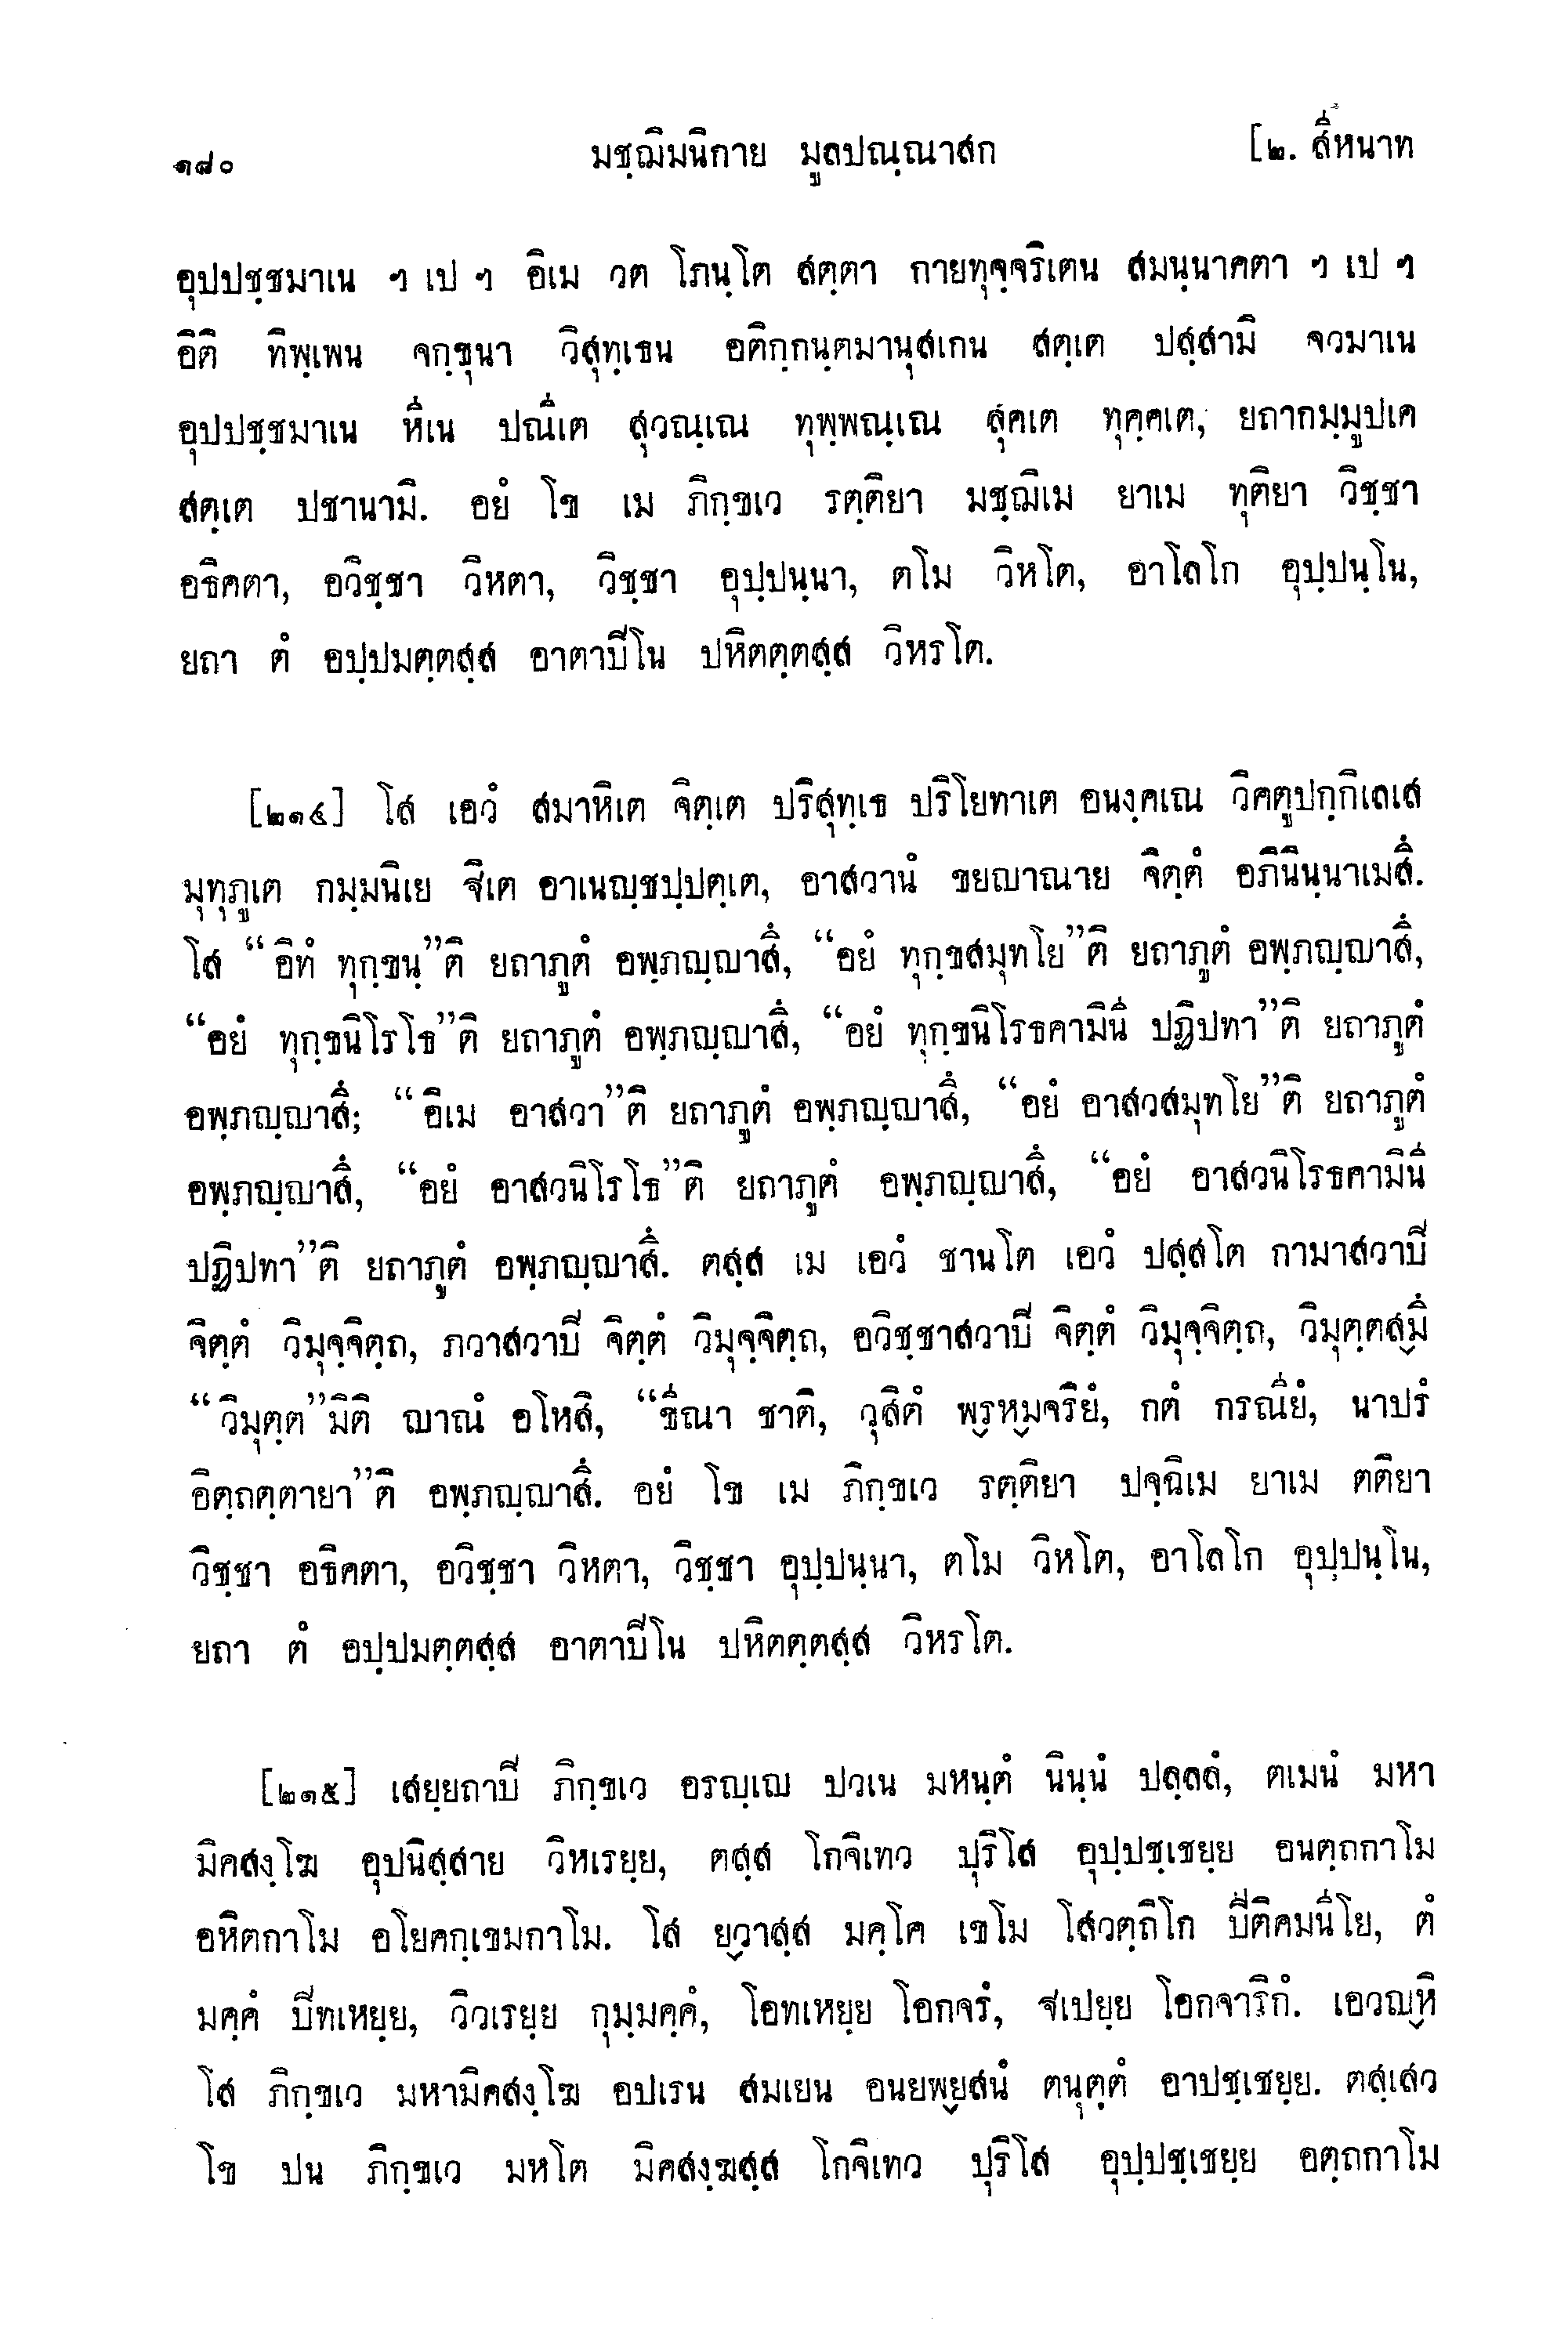 ๑๘๐ มชฺฌิมนิกาย มูลปณฺณาสก [๒. สีหนาท
อุปปชฺชมาเน ฯ เป ฯ อิเม วต โภนฺโต สตฺตา กายทุจฺจริเตน สมนฺนาคตา ฯ เป ฯ
อิติ ทิพฺเพน จกฺขุนา วิสุทฺเธน อติกฺกนฺตมานุสเกน สตฺเต ปสฺสามิ จวมาเน
อุปปชฺชมาเน หีเน ปณีเต สุวณฺเณ ทุพฺพณฺเณ สุคเต ทุคฺคเต, ยถากมฺมูปเค
สตฺเต ปชานามิ. อยํ โข เม ภิกฺขเว รตฺติยา มชฺฌิเม ยาเม ทุติยา วิชฺชา
อธิคตา, อวิชฺชา วิหตา, วิชฺชา อุปฺปนฺนา, ตโม วิหโต, อาโลโก อุปฺปนฺโน,
ยถา ตํ อปฺปมตฺตสฺส อาตาปิโน ปหิตตฺตสฺส วิหรโต.
[๒๑๔] โส เอวํ สมาหิเต จิตฺเต ปริสุทฺเธ ปริโยทาเต อนงฺคเณ วิคตูปกฺกิเลเส
มุทุภูเต กมฺมนิเย ฐิเต อาเนญฺชปฺปตฺเต, อาสวานํ ขยญาณาย จิตฺตํ อภินินฺนาเมสึ.
โส “อิทํ ทุกฺขนฺ”ติ ยถาภูตํ อพฺภญฺญาสึ, “อยํ ทุกฺขสมุทโย”ติ ยถาภูตํ อพฺภญฺญาสึ,
“อยํ ทุกฺขนิโรโธ”ติ ยถาภูตํ อพฺภญฺญาสึ, “อยํ ทุกฺขนิโรธคามินี ปฏิปทา”ติ ยถาภูตํ
อพฺภญฺญาสึ; “อิเม อาสวา”ติ ยถาภูตํ อพฺภญฺญาสึ, “อยํ อาสวสมุทโย”ติ ยถาภูตํ
อพฺภญฺญาสึ, “อยํ อาสวนิโรโธ”ติ ยถาภูตํ อพฺภญฺญาสึ, “อยํ อาสวนิโรธคามินี
ปฏิปทา”ติ ยถาภูตํ อพฺภญฺญาสึ. ตสฺส เม เอวํ ชานโต เอวํ ปสฺสโต กามาสวาปิ
จิตฺตํ วิมุจฺจิตฺถ, ภวาสวาปิ จิตฺตํ วิมุจฺจิตฺถ, อวิชฺชาสวาปิ จิตฺตํ วิมุจฺจิตฺถ, วิมุตฺตสฺมึ
“วิมุตฺต”มิติ ญาณํ อโหสิ, “ขีณา ชาติ, วุสิตํ พฺรหฺมจริยํ, กตํ กรณียํ, นาปรํ
อิตฺถตฺตายา”ติ อพฺภญฺญาสึ. อยํ โข เม ภิกฺขเว รตฺติยา ปจฺฉิเม ยาเม ตติยา
วิชฺชา อธิคตา, อวิชฺชา วิหตา, วิชฺชา อุปฺปนฺนา, ตโม วิหโต, อาโลโก อุปฺปนฺโน,
ยถา ตํ อปฺปมตฺตสฺส อาตาปิโน ปหิตตฺตสฺส วิหรโต.
[๒๑๕] เสยฺยถาปิ ภิกฺขเว อรญฺเญ ปวเน มหนฺตํ นินฺนํ ปลฺลลํ, ตเมนํ มหา
มิคสงฺโฆ อุปนิสฺสาย วิหเรยฺย, ตสฺส โกจิเทว ปุริโส อุปฺปชฺเชยฺย อนตฺถกาโม
อหิตกาโม อโยคกฺเขมกาโม. โส ยฺวาสฺส มคฺโค เขโม โสวตฺถิโก ปีติคมนีโย, ตํ
มคฺคํ ปิทเหยฺย, วิวเรยฺย กุมฺมคฺคํ, โอทเหยฺย โอกจรํ, ฐเปยฺย โอกจาริกํ. เอวญฺหิ
โส ภิกฺขเว มหามิคสงฺโฆ อปเรน สมเยน อนยพฺยสนํ ตนุตฺตํ อาปชฺเชยฺย. ตสฺเสว
โข ปน ภิกฺขเว มหโต มิคสงฺฆสฺส โกจิเทว ปุริโส อุปฺปชฺเชยฺย อตฺถกาโม